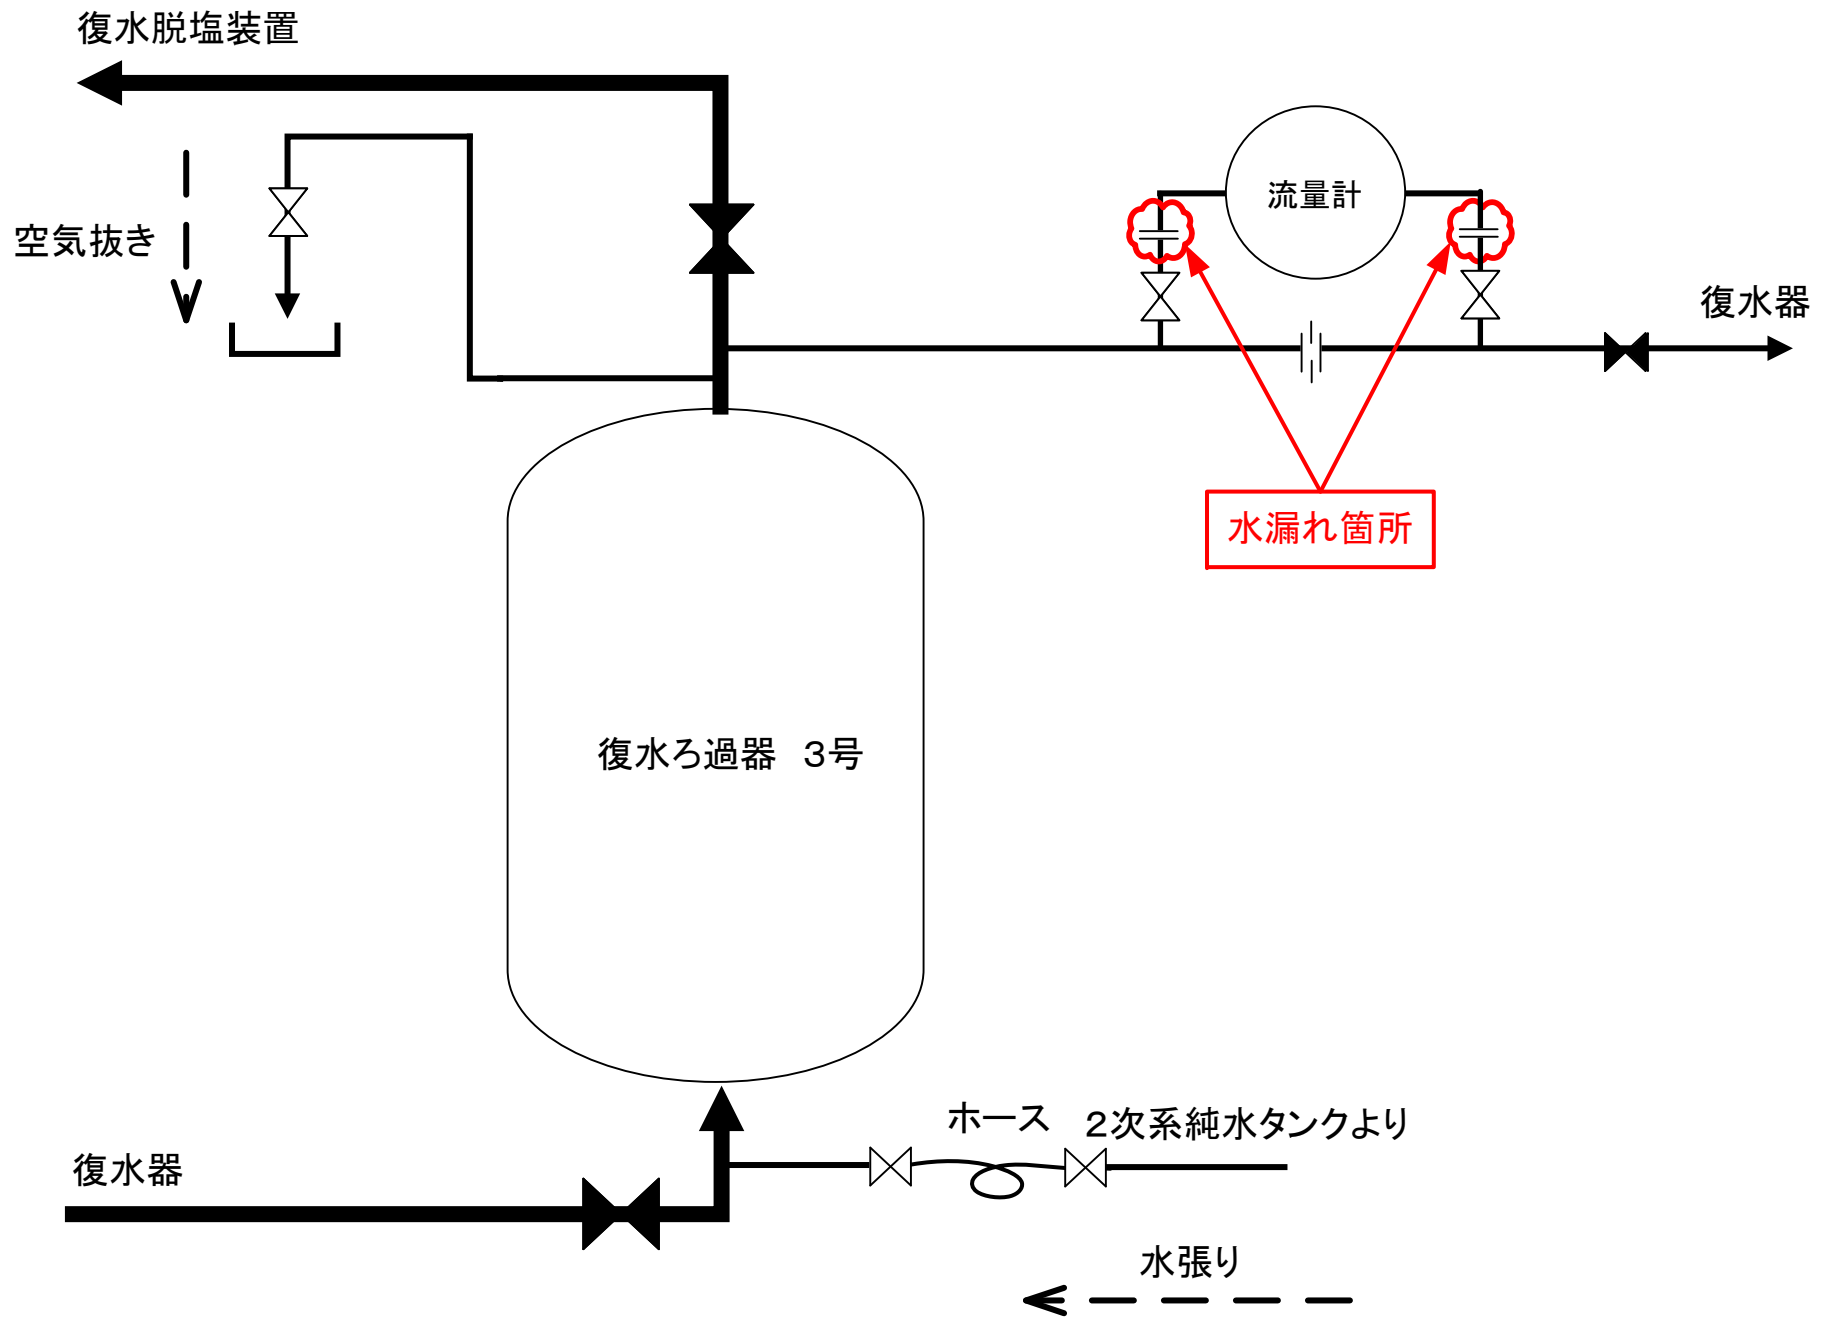 復水脱塩装置
空気抜き
流量計
復水器
水漏れ箇所
復水ろ過器　３号
ホース
２次系純水タンクより
復水器
水張り